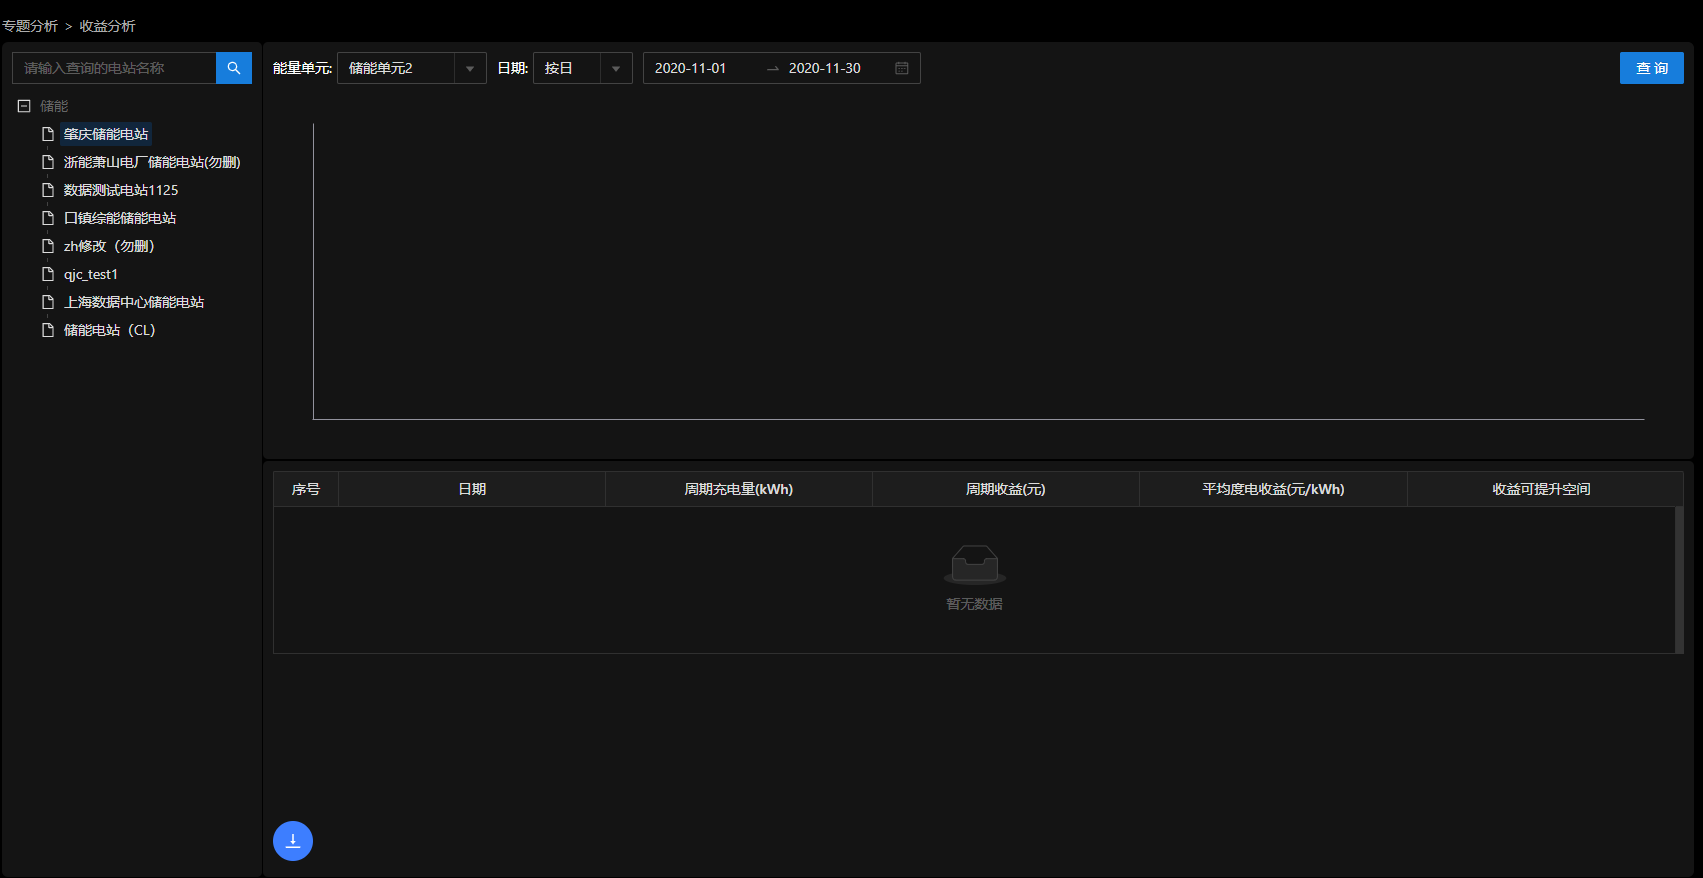 专题分析 > 收益分析
请输入查询的电站名称
储能
肇庆储能电站
浙能萧山电厂储能电站(勿删)
数据测试电站1125
口镇综能储能电站
zh修改（勿删）
qjc_test1
上海数据中心储能电站
储能电站（CL）
能量单元: 储能单元2 日期: 按日 2020-11-01 → 2020-11-30 查 询
序号 日期 周期充电量(kWh) 周期收益(元) 平均度电收益(元/kWh) 收益可提升空间
暂无数据